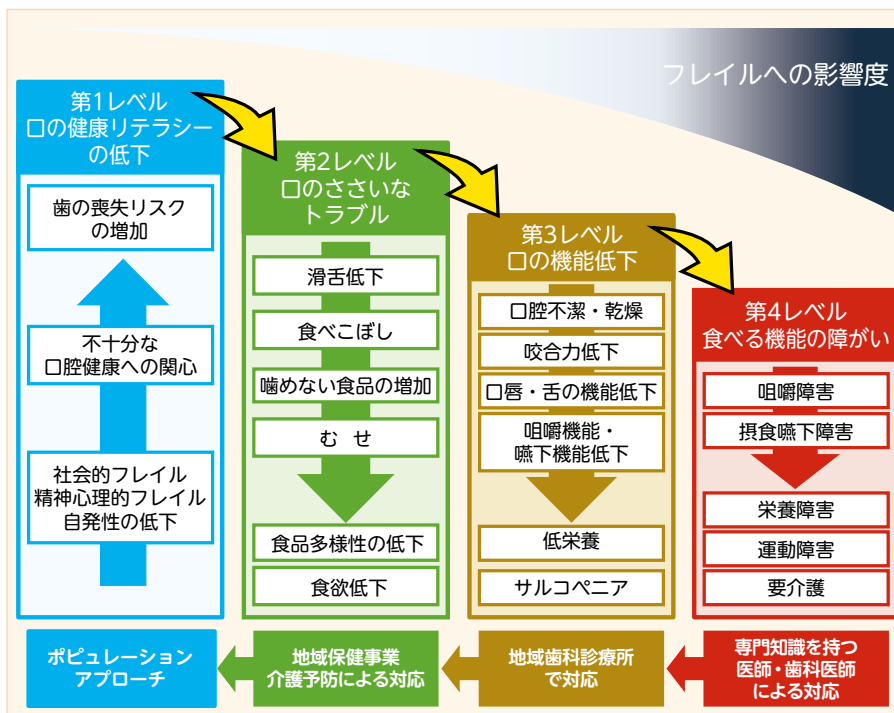 フレイルへの影響度
第1レベル
口の健康リテラシー
の低下
歯の喪失リスク
の増加
不十分な
口腔健康への関心
社会的フレイル
精神心理的フレイル
自発性の低下
ポピュレーション
アプローチ
第2レベル
口のささいな
トラブル
滑舌低下
食べこぼし
噛めない食品の増加
む せ
食品多様性の低下
食欲低下
地域保健事業
介護予防による対応
第3レベル
口の機能低下
口腔不潔・乾燥
咬合力低下
口唇・舌の機能低下
咀嚼機能・
嚥下機能低下
低栄養
サルコペニア
地域歯科診療所
で対応
第4レベル
食べる機能の障がい
咀嚼障害
摂食嚥下障害
栄養障害
運動障害
要介護
専門知識を持つ
医師・歯科医師
による対応